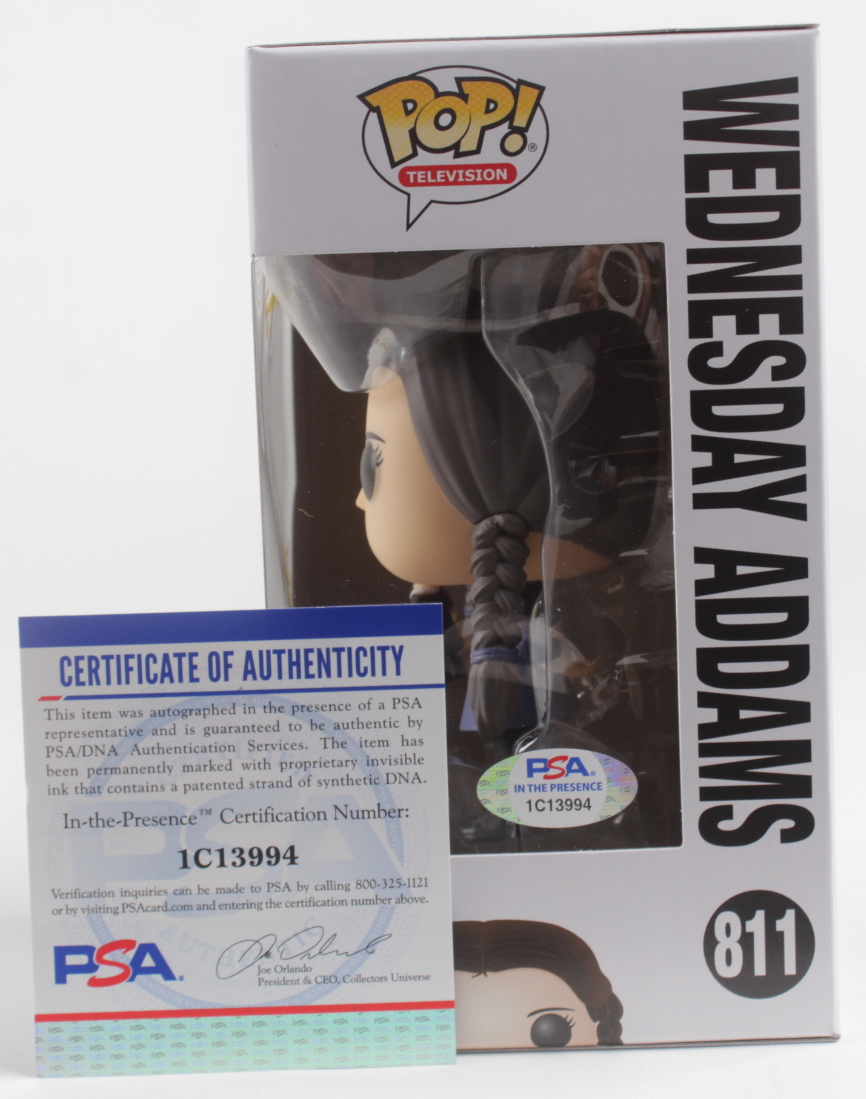 POP!®
TELEVISION
WEDNESDAY ADDAMS
811
PSA®
IN THE PRESENCE
1C13994
CERTIFICATE OF AUTHENTICITY
This item was autographed in the presence of a PSA
representative and is guaranteed to be authentic by
PSA/DNA Authentication Services. The item has
been permanently marked with proprietary invisible
ink that contains a patented strand of synthetic DNA.
In-the-Presence™ Certification Number:
1C13994
Verification inquiries can be made to PSA by calling 800-325-1121
or by visiting PSAcard.com and entering the certification number above.
PSA®
Joe Orlando
President & CEO, Collectors Universe